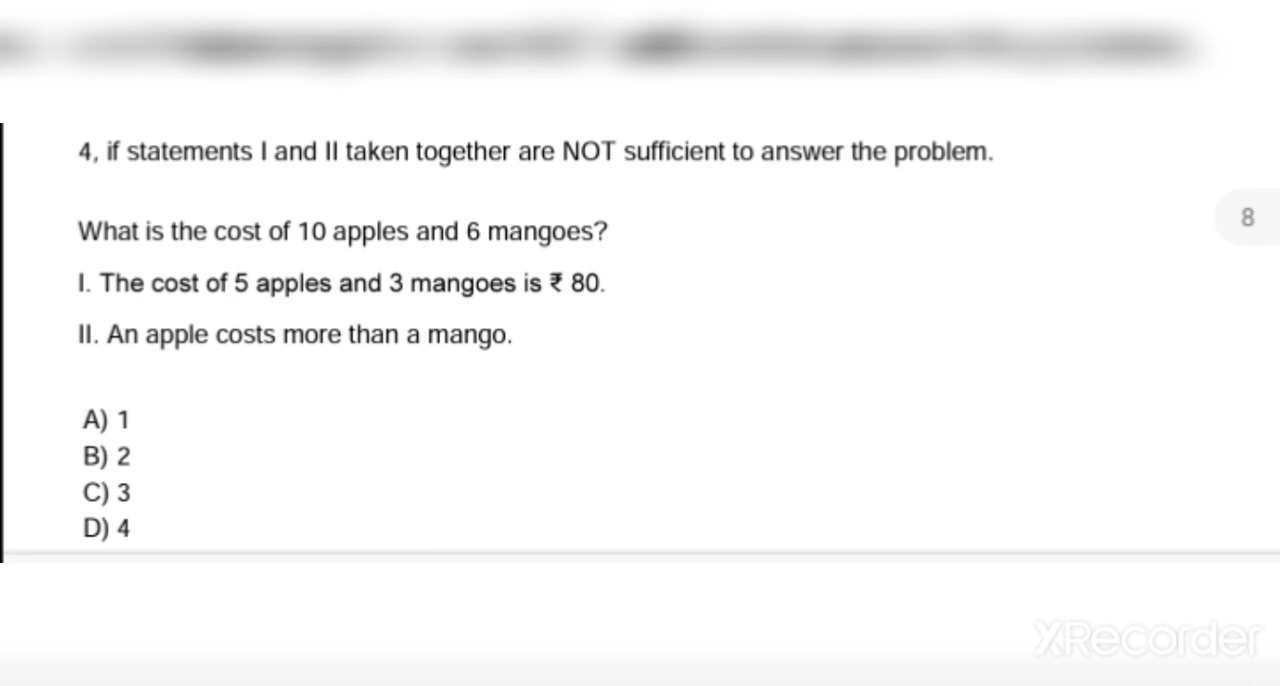 4, if statements I and II taken together are NOT sufficient to answer the problem.
What is the cost of 10 apples and 6 mangoes?
8
I. The cost of 5 apples and 3 mangoes is ₹ 80.
II. An apple costs more than a mango.
A) 1
B) 2
C) 3
D) 4
XRecorder